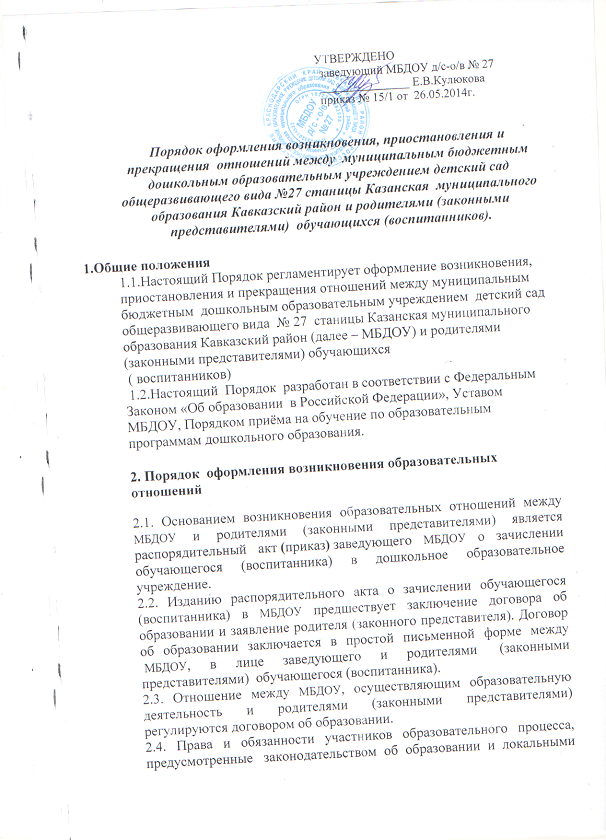 УТВЕРЖДЕНО
заведующий МБДОУ д/с-о/в № 27
Е.В.Кулюкова
приказ № 15/1 от 26.05.2014г.
МБДОУ
д/с - о/в
№27
Порядок оформления возникновения, приостановления и
прекращения отношений между муниципальным бюджетным
дошкольным образовательным учреждением детский сад
общеразвивающего вида №27 станицы Казанская муниципального
образования Кавказский район и родителями (законными
представителями) обучающихся (воспитанников).
1.Общие положения
1.1.Настоящий Порядок регламентирует оформление возникновения,
приостановления и прекращения отношений между муниципальным
бюджетным дошкольным образовательным учреждением детский сад
общеразвивающего вида № 27 станицы Казанская муниципального
образования Кавказский район (далее – МБДОУ) и родителями
(законными представителями) обучающихся
( воспитанников)
1.2.Настоящий Порядок разработан в соответствии с Федеральным
Законом «Об образовании в Российской Федерации», Уставом
МБДОУ, Порядком приёма на обучение по образовательным
программам дошкольного образования.
2. Порядок оформления возникновения образовательных
отношений
2.1. Основанием возникновения образовательных отношений между
МБДОУ и родителями (законными представителями) является
распорядительный акт (приказ) заведующего МБДОУ о зачислении
обучающегося (воспитанника) в дошкольное образовательное
учреждение.
2.2. Изданию распорядительного акта о зачислении обучающегося
(воспитанника) в МБДОУ предшествует заключение договора об
образовании и заявление родителя (законного представителя). Договор
об образовании заключается в простой письменной форме между
МБДОУ, в лице заведующего и родителями (законными
представителями) обучающегося (воспитанника).
2.3. Отношение между МБДОУ, осуществляющим образовательную
деятельность и родителями (законными представителями)
регулируются договором об образовании.
2.4. Права и обязанности участников образовательного процесса,
предусмотренные законодательством об образовании и локальными